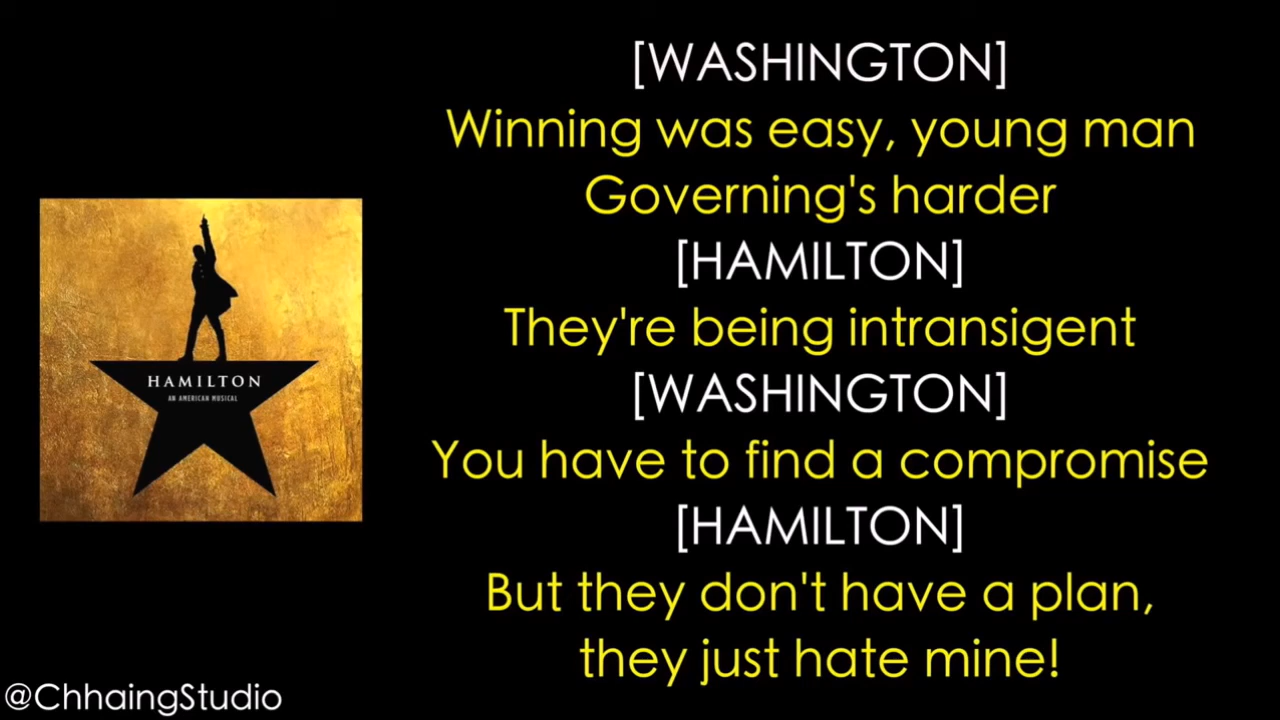 [WASHINGTON]
Winning was easy, young man
Governing's harder
[HAMILTON]
They're being intransigent
[WASHINGTON]
You have to find a compromise
[HAMILTON]
But they don't have a plan,
they just hate mine!
HAMILTON
AN AMERICAN MUSICAL
@ChhaingStudio